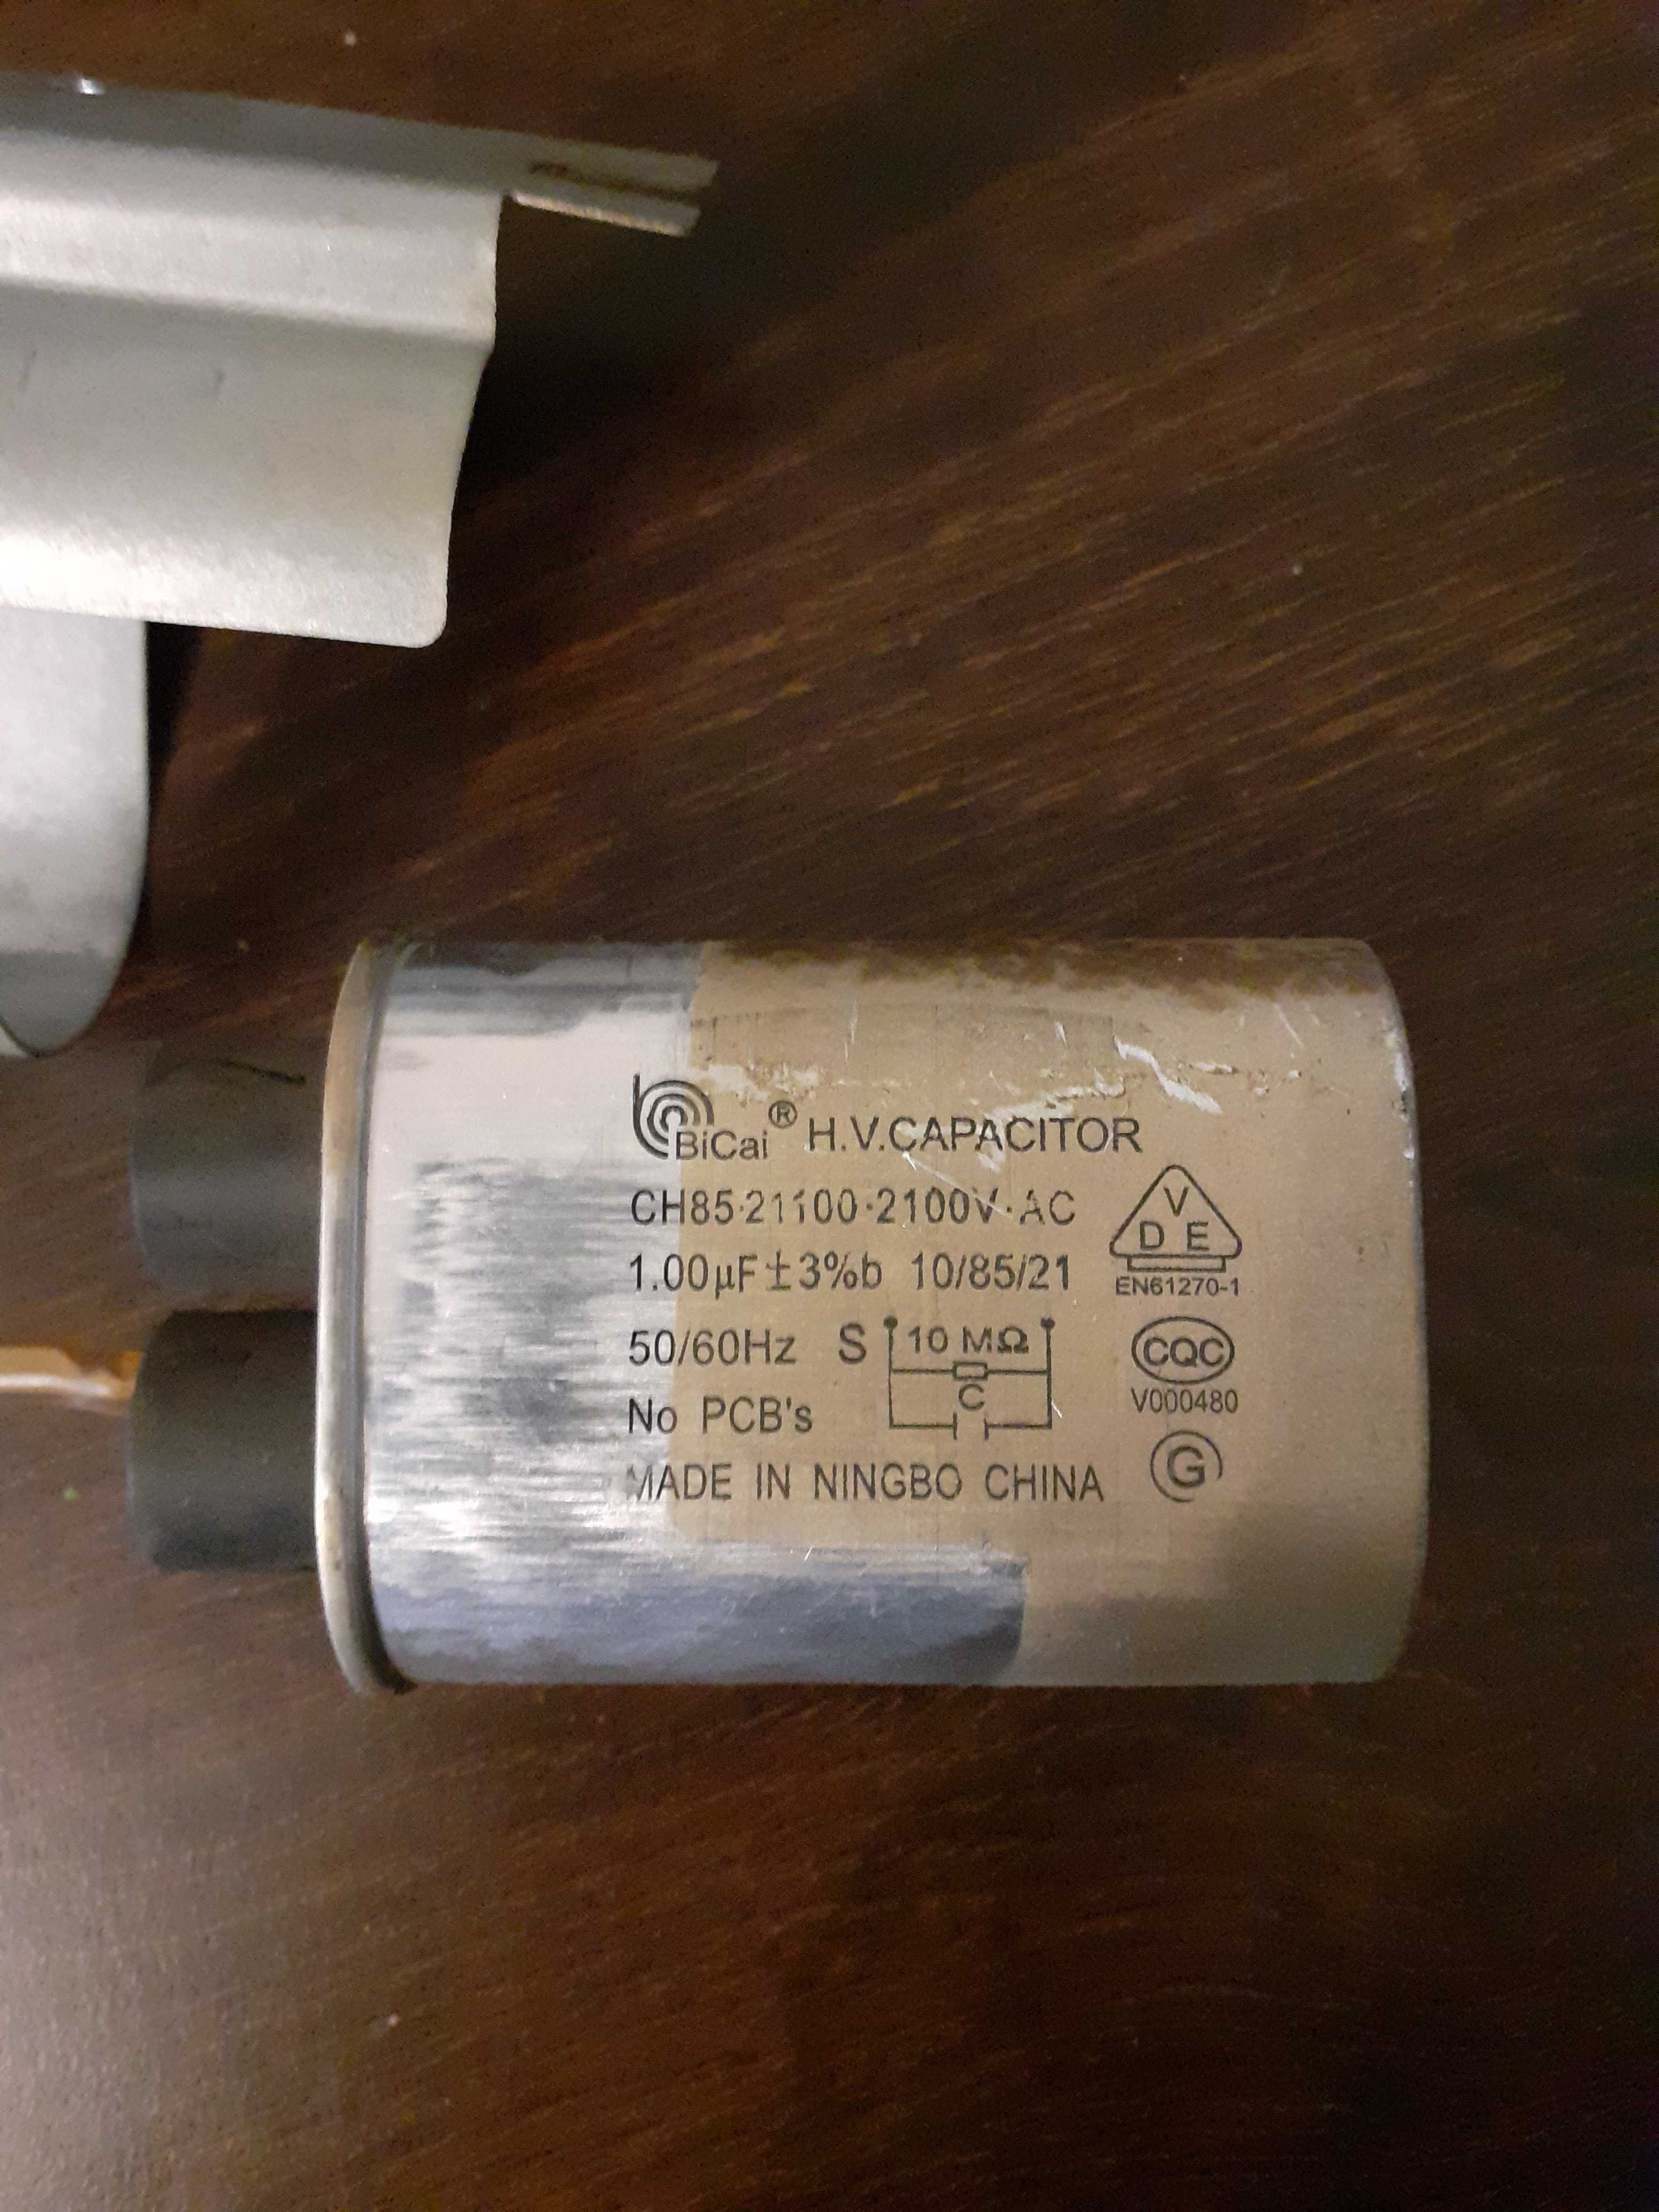 BiCai® H.V.CAPACITOR
CH85·21100·2100V·AC
1.00µF±3%b 10/85/21
V
D E
EN61270-1
50/60Hz S 10 MΩ
C
CQC
V000480
No PCB's
G
MADE IN NINGBO CHINA